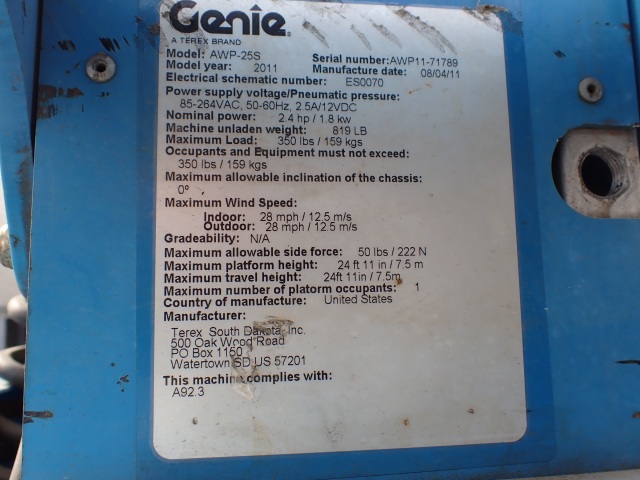 Genie
A TEREX BRAND
Model: AWP-25S Serial number: AWP11-71789
Model year: 2011 Manufacture date: 08/04/11
Electrical schematic number: ES0070
Power supply voltage/Pneumatic pressure:
85-264VAC, 50-60Hz, 2.5A/12VDC
Nominal power: 2.4 hp / 1.8 kw
Machine unladen weight: 819 LB
Maximum Load: 350 lbs / 159 kgs
Occupants and Equipment must not exceed:
350 lbs / 159 kgs
Maximum allowable inclination of the chassis:
0º
Maximum Wind Speed:
Indoor: 28 mph / 12.5 m/s
Outdoor: 28 mph / 12.5 m/s
Gradeability: N/A
Maximum allowable side force: 50 lbs / 222 N
Maximum platform height: 24 ft 11 in / 7.5 m
Maximum travel height: 24ft 11in / 7.5m
Maximum number of platorm occupants: 1
Country of manufacture: United States
Manufacturer:
Terex South Dakota, Inc.
500 Oak Wood Road
PO Box 1150
Watertown SD US 57201
This machine complies with:
A92.3